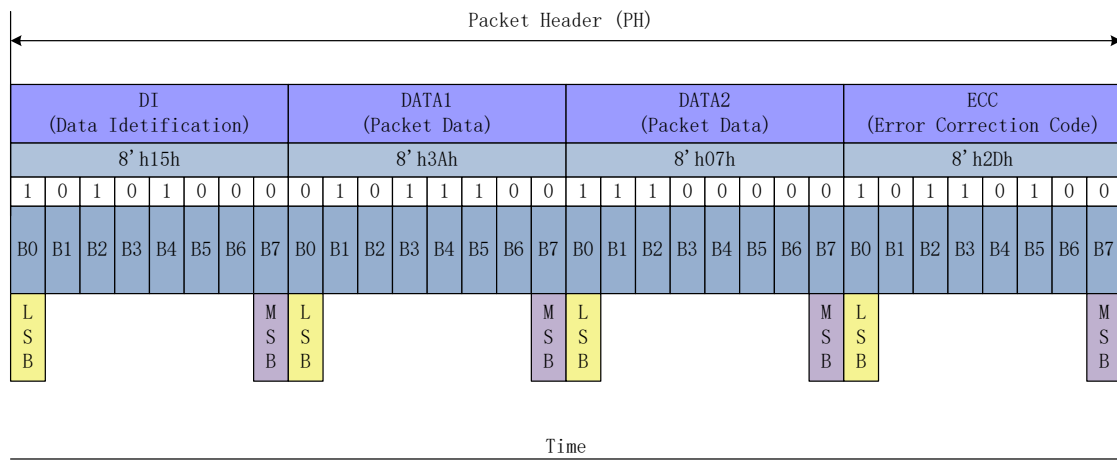 Packet Header (PH)
DI DATA1 DATA2 ECC
(Data Idetification) (Packet Data) (Packet Data) (Error Correction Code)
8'h15h 8'h3Ah 8'h07h 8'h2Dh
1 0 1 0 1 0 0 0 0 1 0 1 1 1 0 0 1 1 1 0 0 0 0 0 1 0 1 1 0 1 0 0
B0 B1 B2 B3 B4 B5 B6 B7 B0 B1 B2 B3 B4 B5 B6 B7 B0 B1 B2 B3 B4 B5 B6 B7 B0 B1 B2 B3 B4 B5 B6 B7
L M L M L M L M
S S S S S S S S
B B B B B B B B
Time